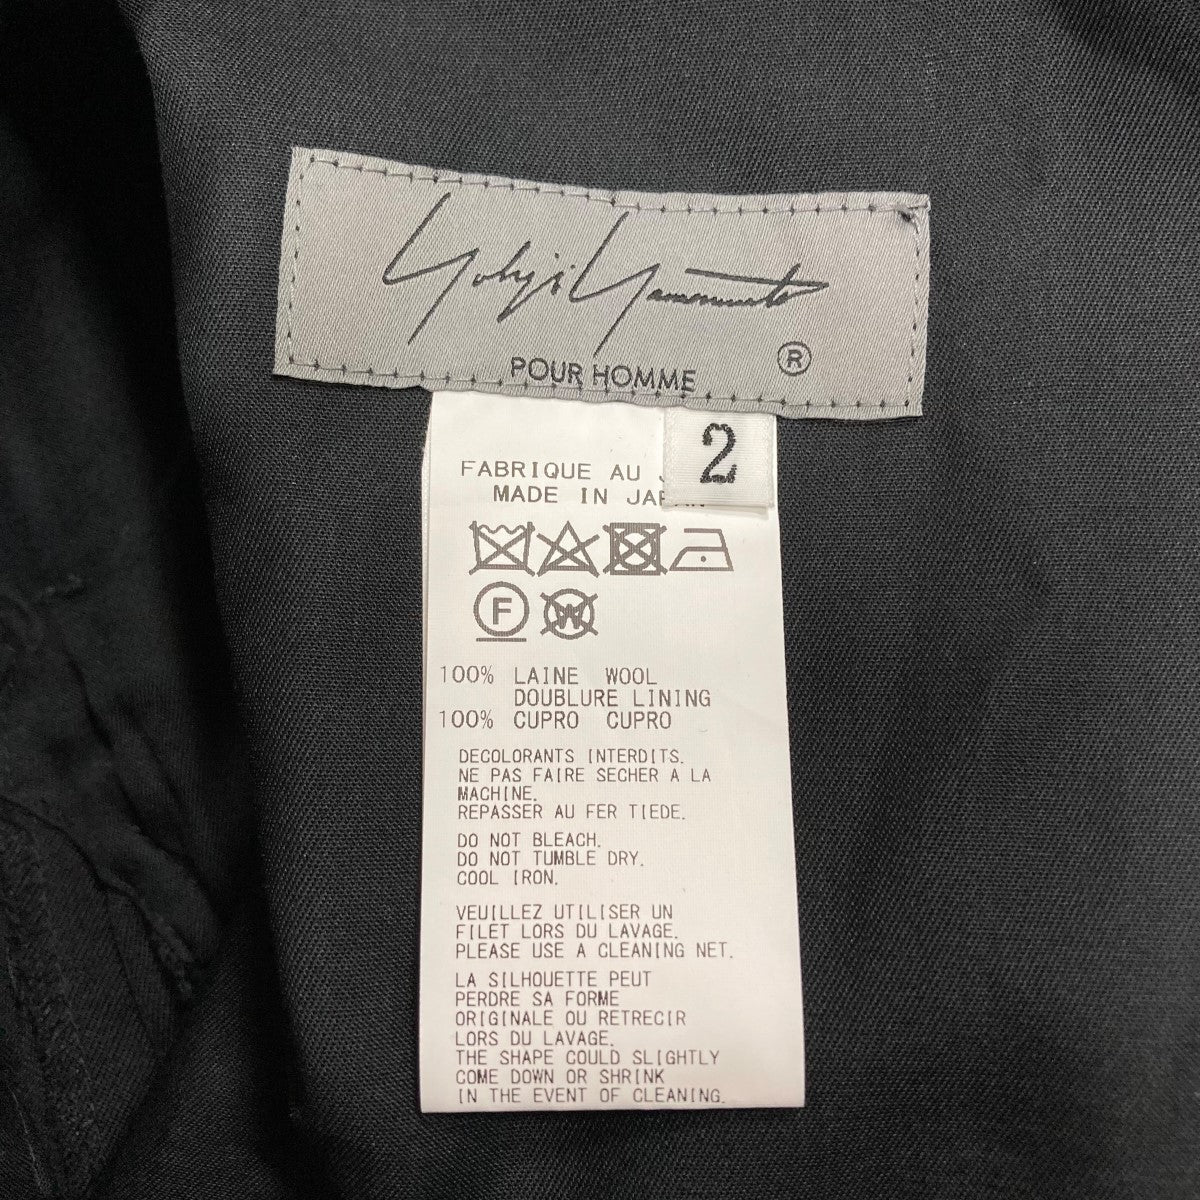 Yohji Yamamoto
POUR HOMME ®
2
FABRIQUE AU
MADE IN JAPAN
F
W
100% LAINE WOOL
DOUBLURE LINING
100% CUPRO CUPRO
DECOLORANTS INTERDITS.
NE PAS FAIRE SECHER A LA
MACHINE.
REPASSER AU FER TIEDE.
DO NOT BLEACH.
DO NOT TUMBLE DRY.
COOL IRON.
VEUILLEZ UTILISER UN
FILET LORS DU LAVAGE.
PLEASE USE A CLEANING NET.
LA SILHOUETTE PEUT
PERDRE SA FORME
ORIGINALE OU RETRECIR
LORS DU LAVAGE.
THE SHAPE COULD SLIGHTLY
COME DOWN OR SHRINK
IN THE EVENT OF CLEANING.